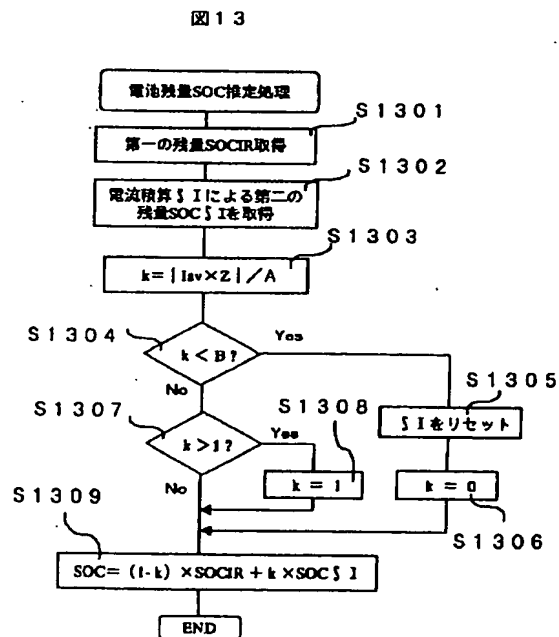 図13
電池残量SOC推定処理
S1301
第一の残量SOCIR取得
S1302
電流積算∫Iによる第二の
残量SOC∫Iを取得
S1303
k=|Iav×Z|/A
S1304
k<B?
Yes
No
S1305
∫Iをリセット
S1307
k>1?
Yes
No
S1308
k = 1
k = 0
S1306
S1309
SOC= (1-k) ×SOCIR+k×SOC∫I
END